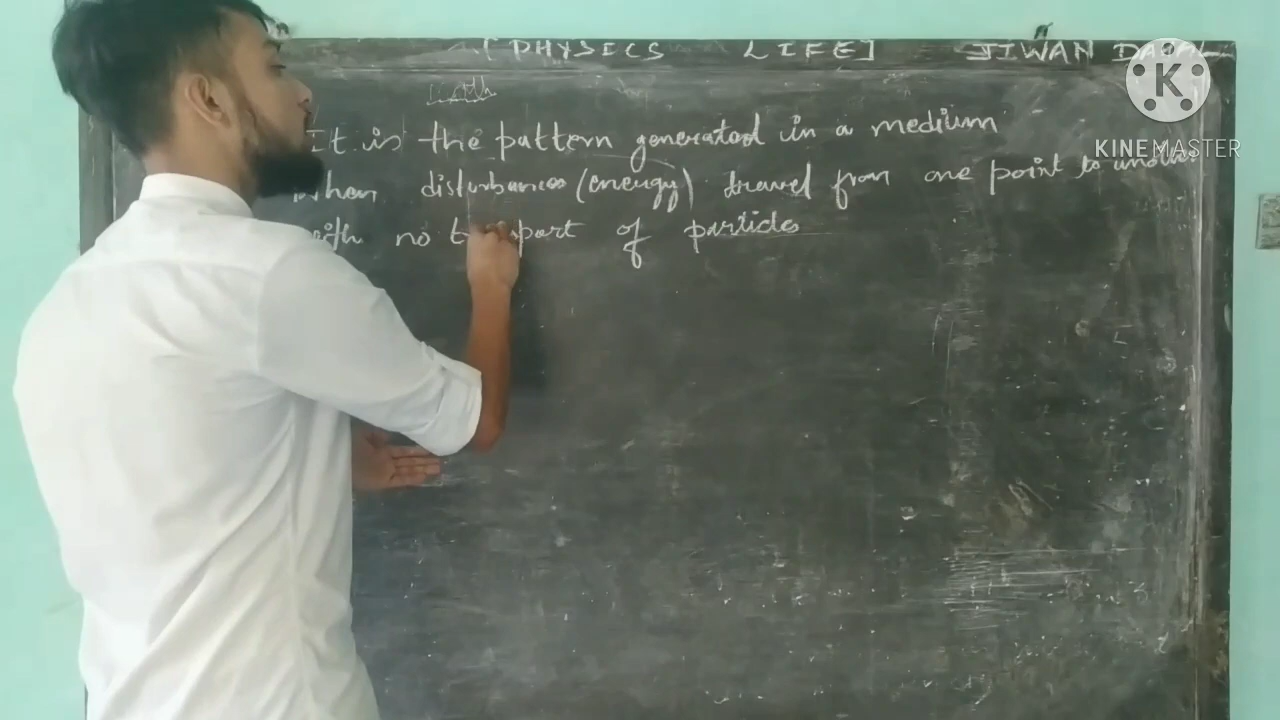 [PHYSICS LIFE] JIWAN
K
KINEMASTER
It is the pattern generated in a medium
when disturbances (energy) travel from one point to another
with no of particles